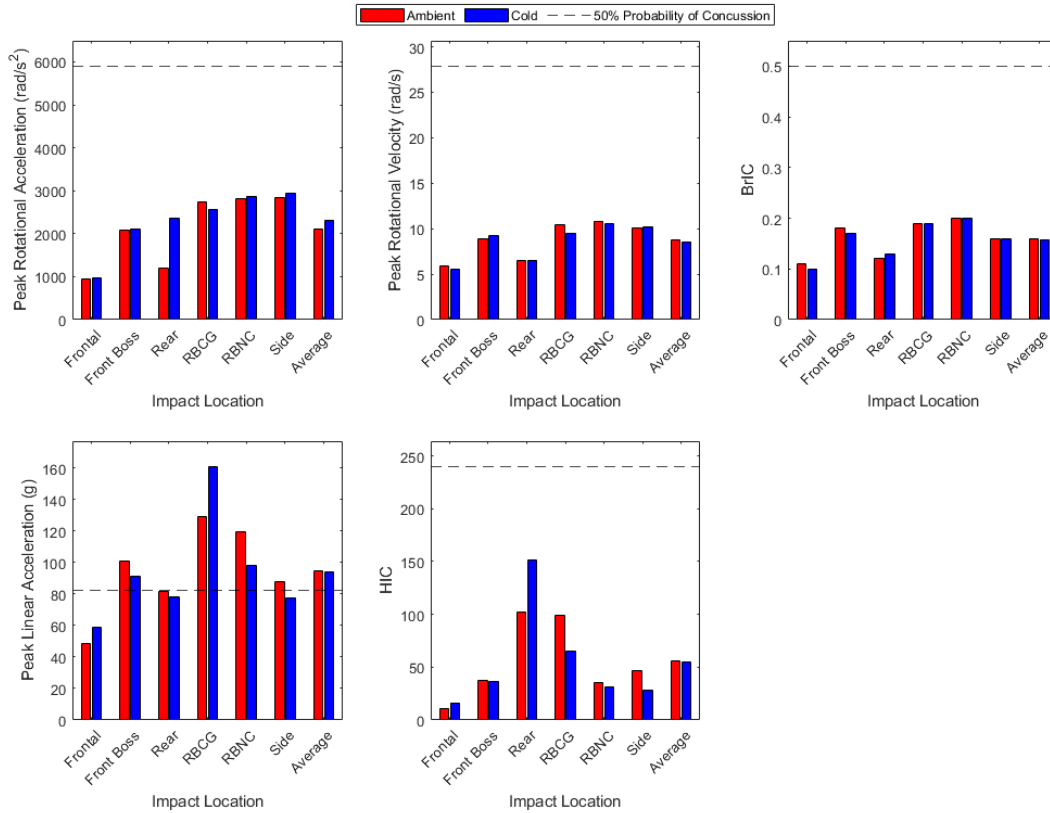 Ambient Cold 50% Probability of Concussion
Peak Rotational Acceleration (rad/s²)
6000
5000
4000
3000
2000
1000
0
Frontal
Front Boss
Rear
RBCG
RBNC
Side
Average
Impact Location
Peak Rotational Velocity (rad/s)
30
25
20
15
10
5
0
Frontal
Front Boss
Rear
RBCG
RBNC
Side
Average
Impact Location
BrIC
0.5
0.4
0.3
0.2
0.1
0
Frontal
Front Boss
Rear
RBCG
RBNC
Side
Average
Impact Location
Peak Linear Acceleration (g)
160
140
120
100
80
60
40
20
0
Frontal
Front Boss
Rear
RBCG
RBNC
Side
Average
Impact Location
HIC
250
200
150
100
50
0
Frontal
Front Boss
Rear
RBCG
RBNC
Side
Average
Impact Location